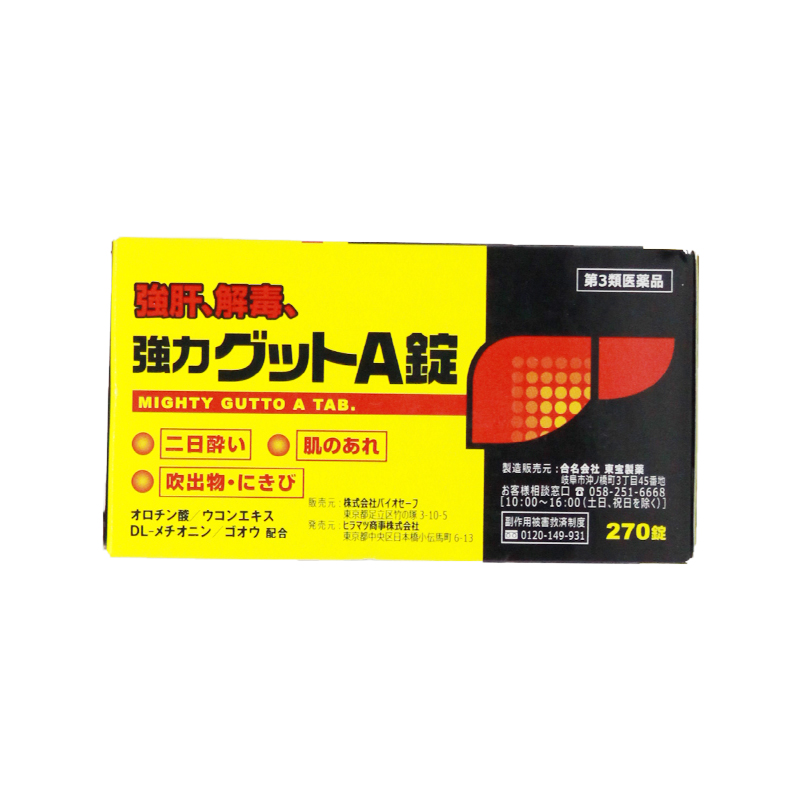 強肝、解毒、
強力グットA錠
MIGHTY GUTTO A TAB.
二日酔い
肌のあれ
吹出物・にきび
オロチン酸／ウコンエキス
DL-メチオニン／ゴオウ 配合
販売元：株式会社バイオセーフ
東京都足立区竹の塚 3-10-5
発売元：ヒラマツ商事株式会社
東京都中央区日本橋小伝馬町 6-13
第3類医薬品
製造販売元：合名会社 東宝製薬
岐阜市沖ノ橋町3丁目45番地
お客様相談窓口 ☎ 058-251-6668
[10:00～16:00（土日、祝日を除く）]
副作用被害救済制度
0120-149-931
270錠